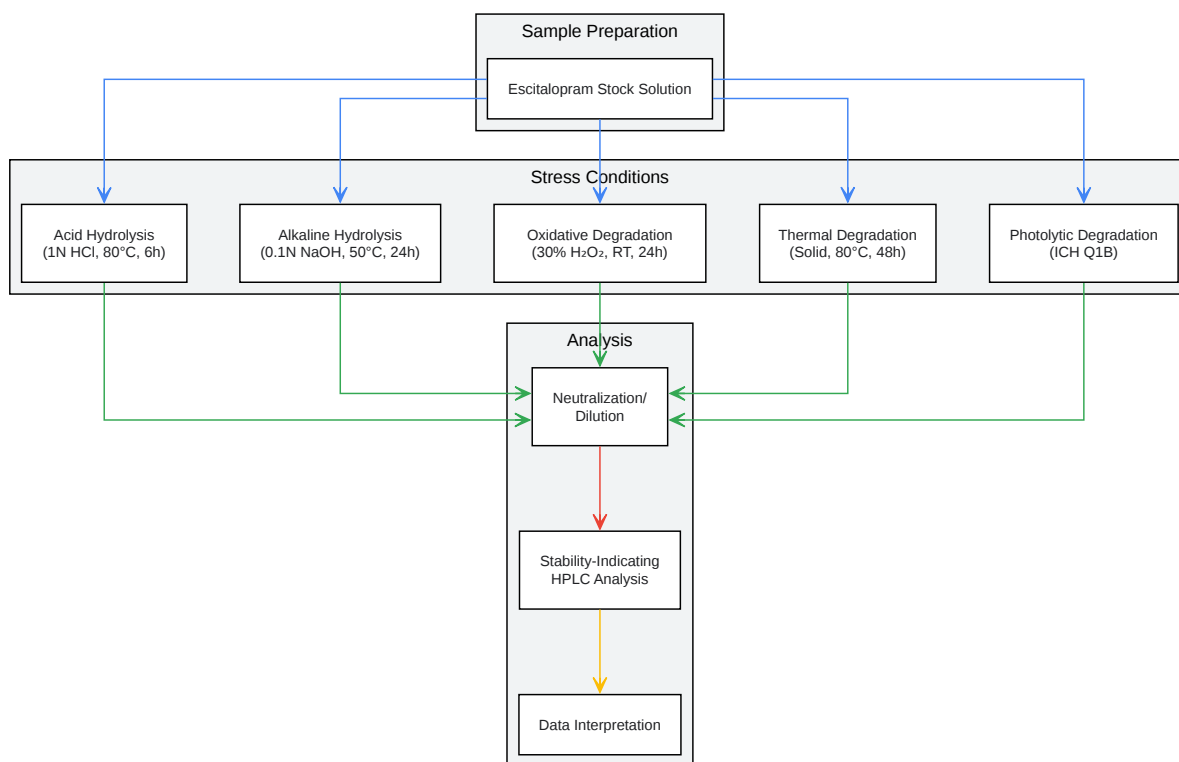 Sample Preparation
Escitalopram Stock Solution
Stress Conditions
Acid Hydrolysis
(1N HCl, 80°C, 6h)
Alkaline Hydrolysis
(0.1N NaOH, 50°C, 24h)
Oxidative Degradation
(30% H₂O₂, RT, 24h)
Thermal Degradation
(Solid, 80°C, 48h)
Photolytic Degradation
(ICH Q1B)
Analysis
Neutralization/
Dilution
Stability-Indicating
HPLC Analysis
Data Interpretation